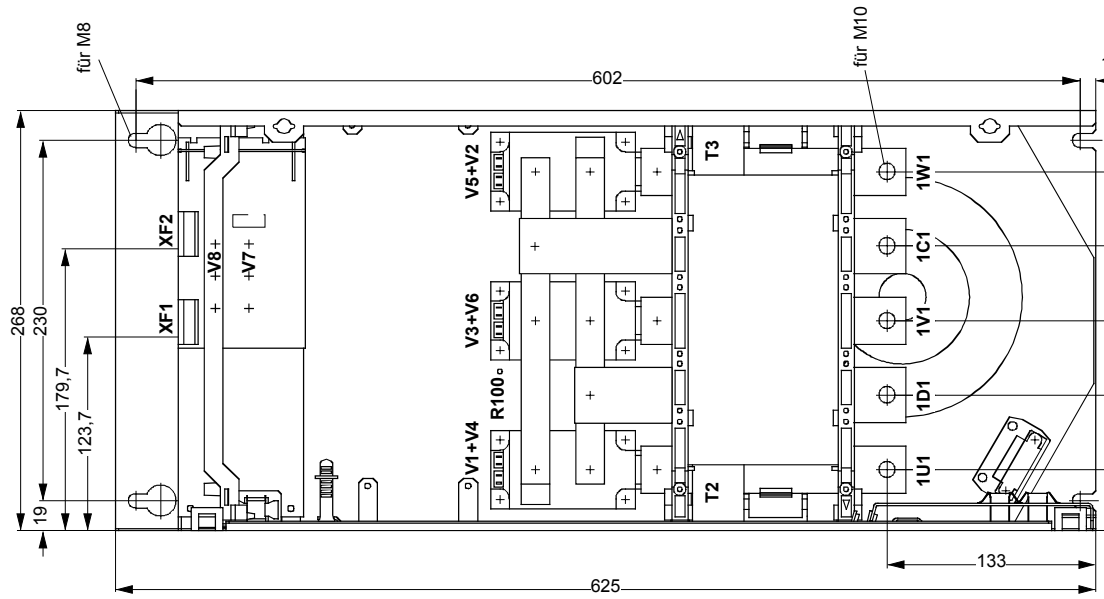 für M8
602
für M10
1
V5+V2
T3
1W1
XF2
V8
V7
1C1
268
230
XF1
V3+V6
1V1
179,7
123,7
R100
1D1
V1+V4
T2
1U1
19
133
625